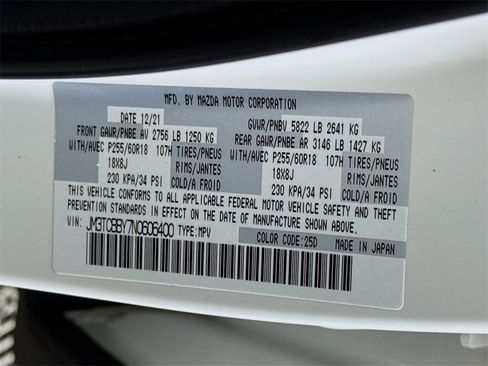 MFD. BY MAZDA MOTOR CORPORATION
DATE 12/21 GVWR/PNBV 5822 LB 2641 KG
FRONT GAWR/PNBE AV 2756 LB 1250 KG REAR GAWR/PNBE AR 3146 LB 1427 KG
WITH/AVEC P255/60R18 107H TIRES/PNEUS WITH/AVEC P255/60R18 107H TIRES/PNEUS
18X8J RIMS/JANTES 18X8J RIMS/JANTES
230 KPA/34 PSI COLD/A FROID 230 KPA/34 PSI COLD/A FROID
THIS VEHICLE CONFORMS TO ALL APPLICABLE FEDERAL MOTOR VEHICLE SAFETY AND THEFT
PREVENTION STANDARDS IN EFFECT ON THE DATE OF MANUFACTURE SHOWN ABOVE.
VIN: JM3TCBBY7N0606400 TYPE:MPV COLOR CODE:25D MADE IN JAPAN